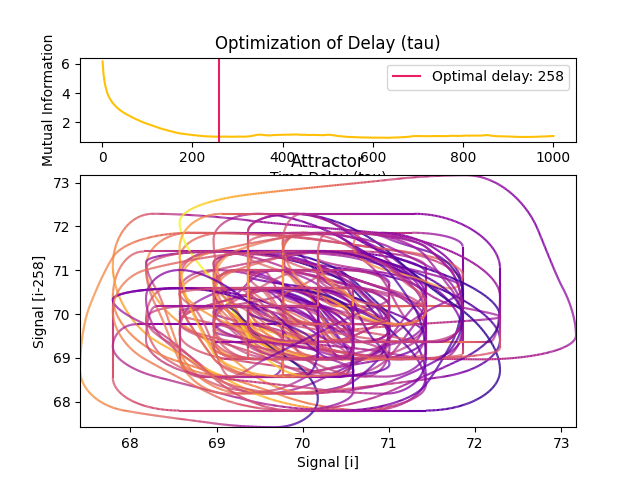 Optimization of Delay (tau)
Mutual Information
6
4
2
Optimal delay: 258
0 200 400 600 800 1000
Time Delay (tau)
Attractor
Signal [i-258]
73
72
71
70
69
68
68 69 70 71 72 73
Signal [i]